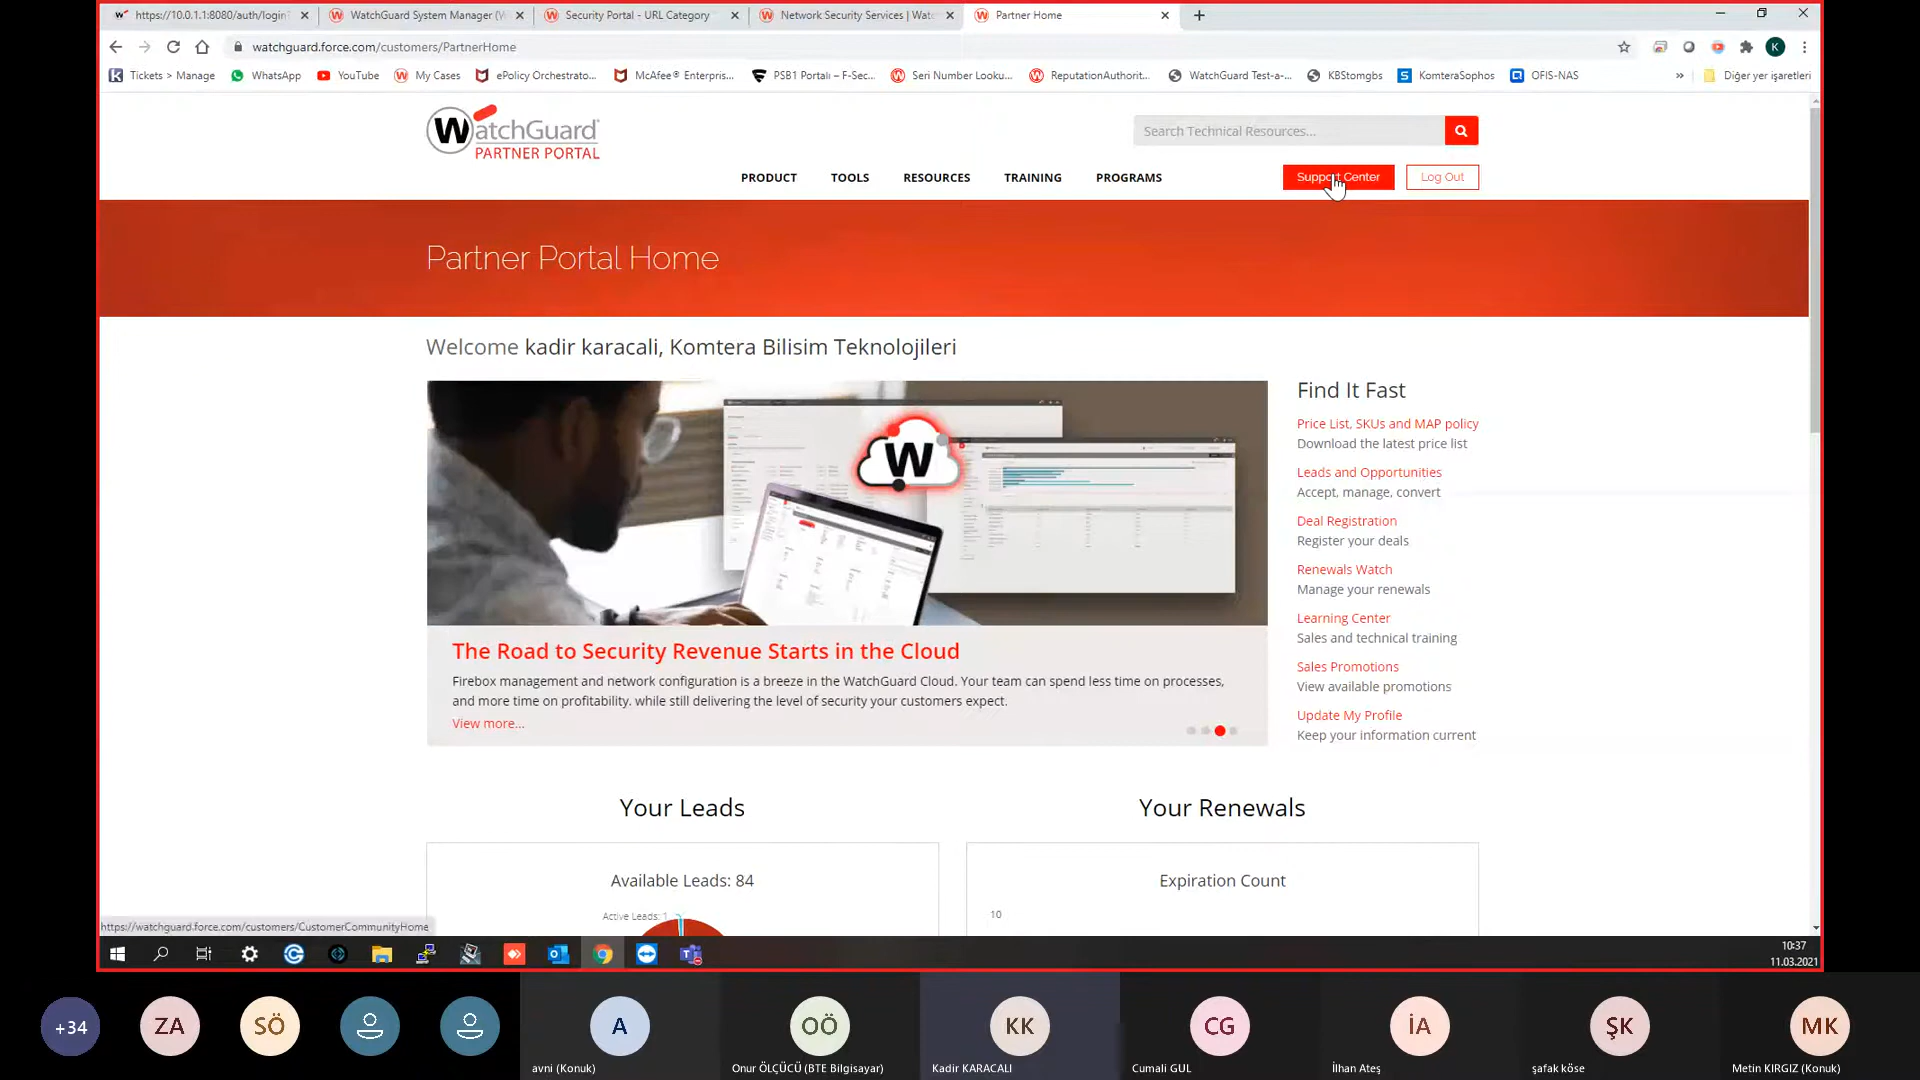 https://10.0.1.1:8080/auth/login?
WatchGuard System Manager (V
Security Portal - URL Category
Network Security Services | Wat
Partner Home
watchguard.force.com/customers/PartnerHome
K
Tickets > Manage
WhatsApp
YouTube
My Cases
ePolicy Orchestrato...
McAfee® Enterpris...
PSB1 Portalı – F-Sec...
Seri Number Looku...
ReputationAuthorit...
WatchGuard Test-a-...
KBStomgbs
KomteraSophos
OFIS-NAS
»
Diğer yer işaretleri
WatchGuard
PARTNER PORTAL
Search Technical Resources...
PRODUCT
TOOLS
RESOURCES
TRAINING
PROGRAMS
Support Center
Log Out
Partner Portal Home
Welcome kadir karacali, Komtera Bilisim Teknolojileri
W
Find It Fast
Price List, SKUs and MAP policy
Download the latest price list
Leads and Opportunities
Accept, manage, convert
Deal Registration
Register your deals
Renewals Watch
Manage your renewals
Learning Center
Sales and technical training
Sales Promotions
View available promotions
Update My Profile
Keep your information current
The Road to Security Revenue Starts in the Cloud
Firebox management and network configuration is a breeze in the WatchGuard Cloud. Your team can spend less time on processes,
and more time on profitability. while still delivering the level of security your customers expect.
View more...
Your Leads
Your Renewals
Available Leads: 84
Expiration Count
Active Leads: 1
10
https://watchguard.force.com/customers/CustomerCommunityHome
10:37
11.03.2021
+34
ZA
SÖ
A
OÖ
KK
CG
İA
ŞK
MK
avni (Konuk)
Onur ÖLÇÜCÜ (BTE Bilgisayar)
Kadir KARACALI
Cumali GUL
İlhan Ateş
şafak köse
Metin KIRGIZ (Konuk)